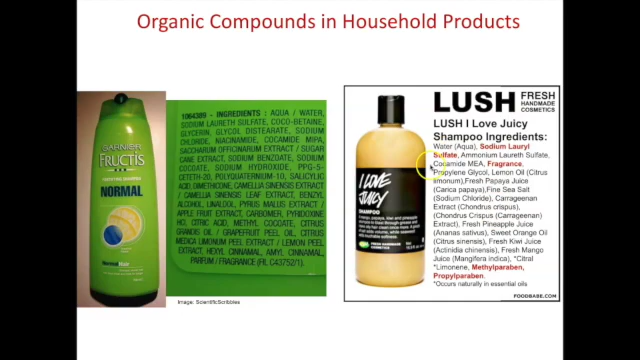 Organic Compounds in Household Products
GARNIER
FRUCTIS
NORMAL
1064389 - INGREDIENTS: AQUA / WATER,
SODIUM LAURETH SULFATE, COCO-BETAINE,
GLYCERIN, GLYCOL DISTEARATE, SODIUM
CHLORIDE, NIACINAMIDE, COCAMIDE MIPA,
SACCHARUM OFFICINARUM EXTRACT / SUGAR
CANE EXTRACT, SODIUM BENZOATE, SODIUM
COCOATE, SODIUM HYDROXIDE, PPG-5-
CETETH-20, POLYQUATERNIUM-10, SALICYLIC
ACID, DIMETHICONE, CAMELLIA SINENSIS EXTRACT
/ CAMELLIA SINENSIS LEAF EXTRACT, BENZYL
ALCOHOL, LINALOOL, PYRUS MALUS EXTRACT /
APPLE FRUIT EXTRACT, CARBOMER, PYRIDOXINE
HCl, CITRIC ACID, METHYL COCOATE, CITRUS
GRANDIS OIL / GRAPEFRUIT PEEL OIL, CITRUS
MEDICA LIMONUM PEEL EXTRACT / LEMON PEEL
EXTRACT, HEXYL CINNAMAL, AMYL CINNAMAL,
PARFUM / FRAGRANCE
Image: ScientificScribbles
LUSH FRESH
HANDMADE
COSMETICS
I LOVE
JUICY
SHAMPOO
LUSH I Love Juicy
Shampoo Ingredients:
Water (Aqua), Sodium Lauryl
Sulfate, Ammonium Laureth Sulfate,
Cocamide MEA, Fragrance,
Propylene Glycol, Lemon Oil (Citrus
limonum),Fresh Papaya Juice
(Carica papaya),Fine Sea Salt
(Sodium Chloride), Carrageenan
Extract (Chondrus crispus),
(Chondrus Crispus (Carrageenan)
Extract), Fresh Pineapple Juice
(Ananas sativus), Sweet Orange Oil
(Citrus sinensis), Fresh Kiwi Juice
(Actinidia chinensis), Fresh Mango
Juice (Mangifera indica), *Citral
*Limonene, Methylparaben,
Propylparaben.
*Occurs naturally in essential oils
FOODBABE.COM